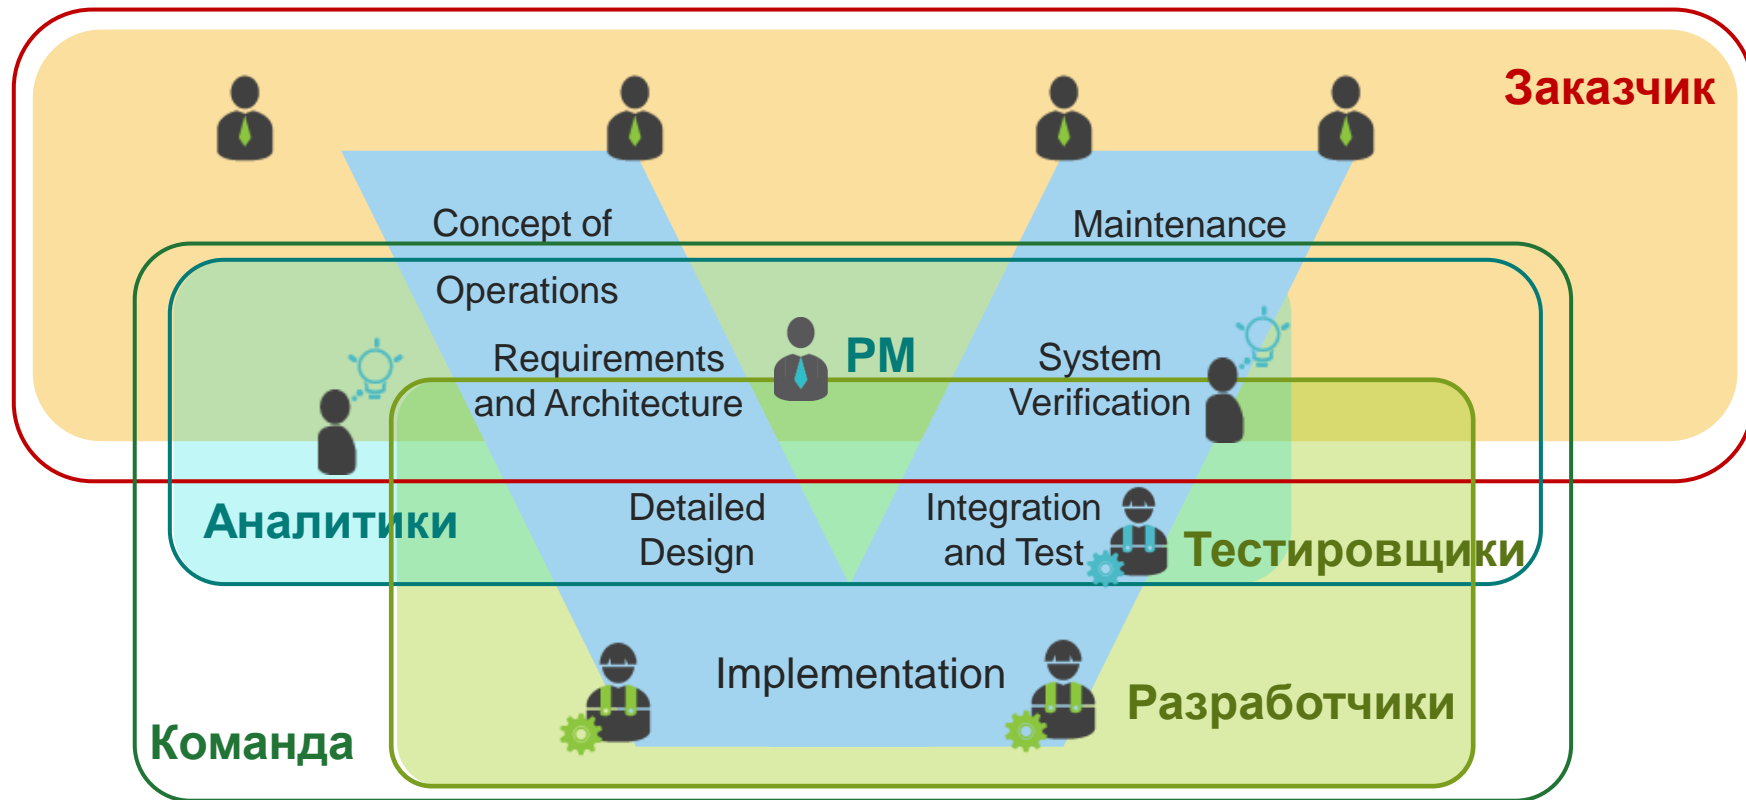 Заказчик
Concept of
Operations
Maintenance
Requirements
and Architecture
PM
System
Verification
Аналитики
Detailed
Design
Integration
and Test
Тестировщики
Implementation
Разработчики
Команда